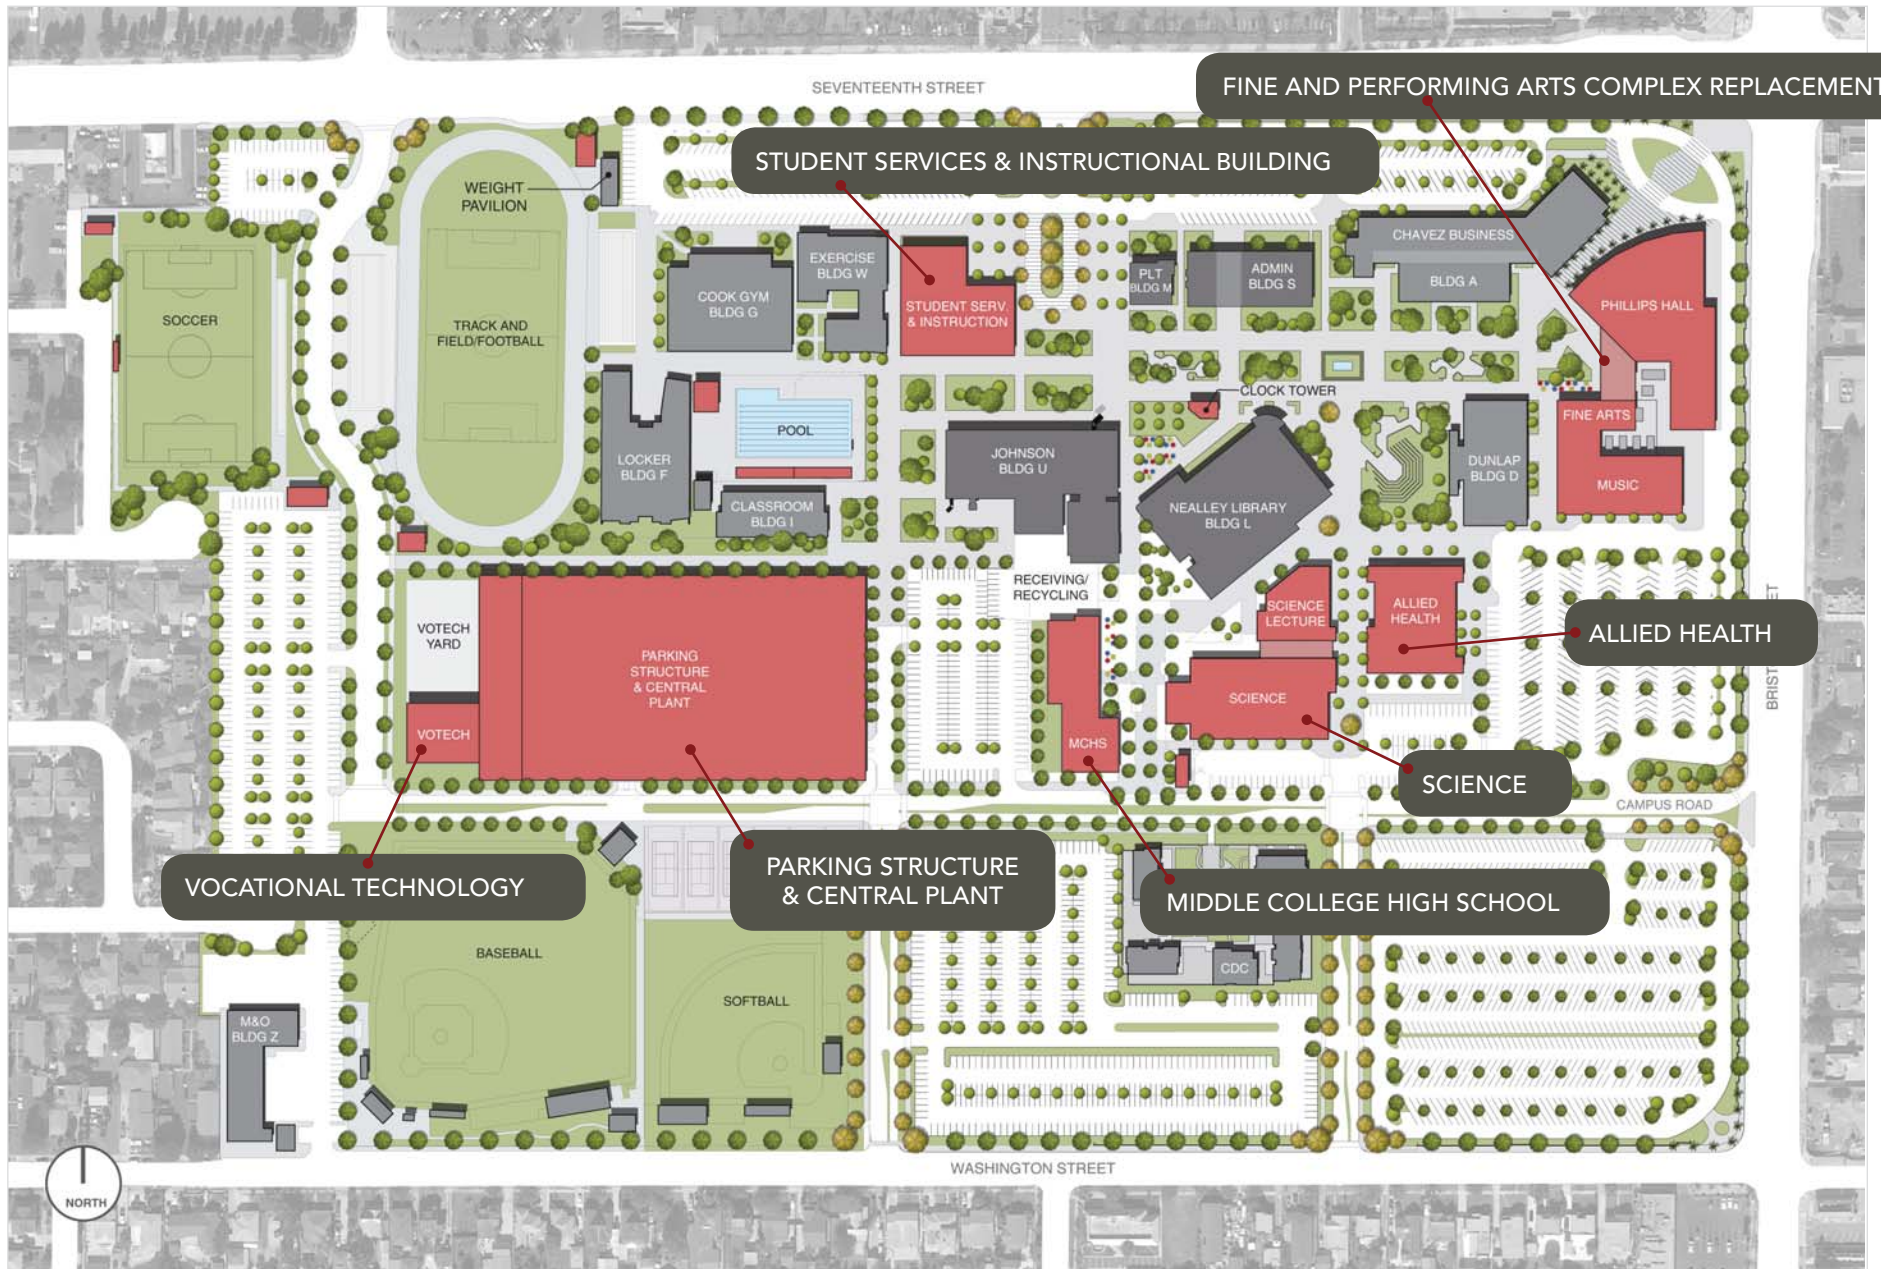 SEVENTEENTH STREET
FINE AND PERFORMING ARTS COMPLEX REPLACEMENT
STUDENT SERVICES & INSTRUCTIONAL BUILDING
WEIGHT
PAVILION
CHAVEZ BUSINESS
BLDG A
EXERCISE
BLDG W
PLT
BLDG M
ADMIN
BLDG S
COOK GYM
BLDG G
STUDENT SERV.
& INSTRUCTION
PHILLIPS HALL
SOCCER
TRACK AND
FIELD/FOOTBALL
CLOCK TOWER
FINE ARTS
POOL
LOCKER
BLDG F
JOHNSON
BLDG U
DUNLAP
BLDG D
MUSIC
CLASSROOM
BLDG I
NEALLEY LIBRARY
BLDG L
RECEIVING/
RECYCLING
SCIENCE
LECTURE
ALLIED
HEALTH
ALLIED HEALTH
VOTECH
YARD
PARKING
STRUCTURE
& CENTRAL
PLANT
SCIENCE
VOTECH
MCHS
SCIENCE
CAMPUS ROAD
VOCATIONAL TECHNOLOGY
PARKING STRUCTURE
& CENTRAL PLANT
MIDDLE COLLEGE HIGH SCHOOL
BASEBALL
CDC
SOFTBALL
M&O
BLDG Z
WASHINGTON STREET
NORTH